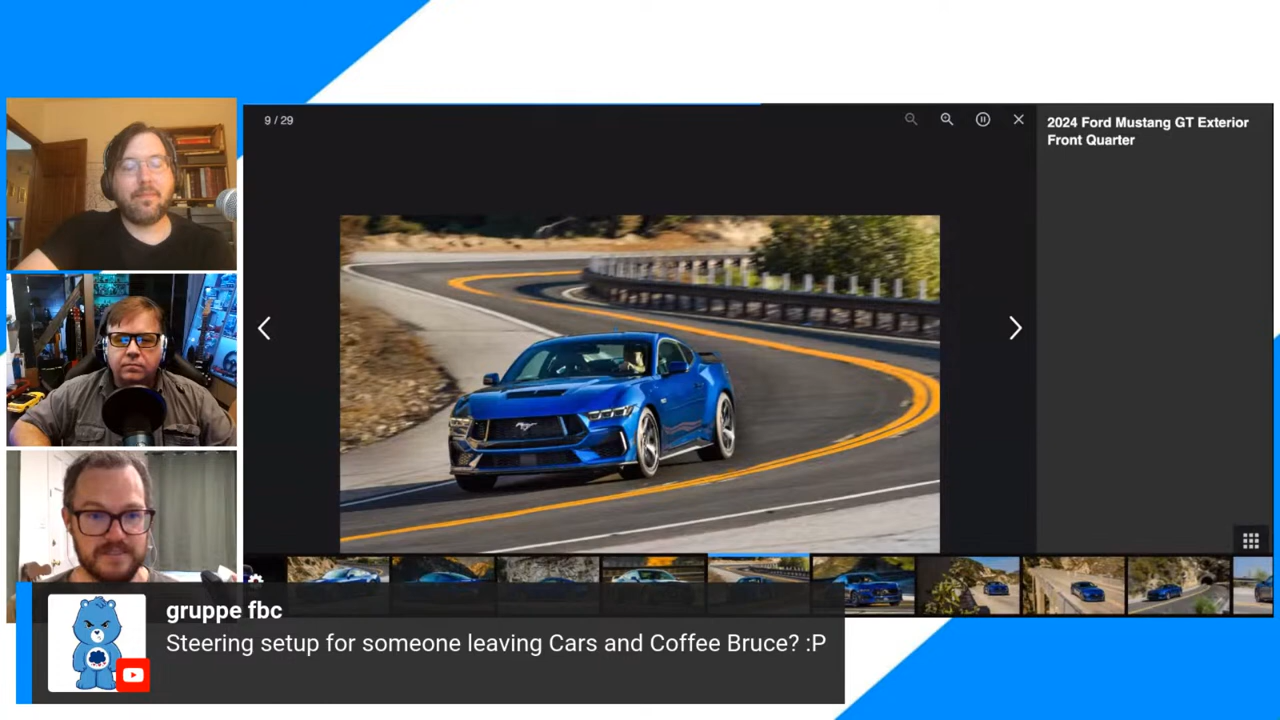 9 / 29
2024 Ford Mustang GT Exterior
Front Quarter
gruppe fbc
Steering setup for someone leaving Cars and Coffee Bruce? :P